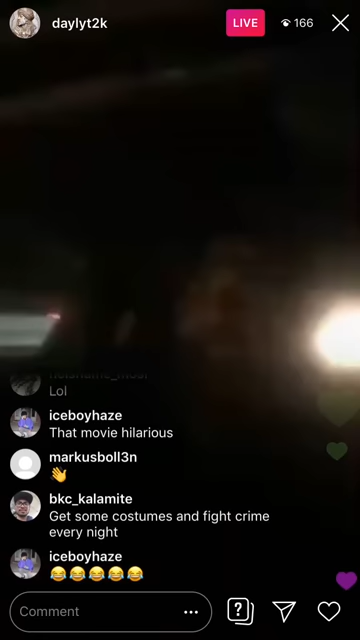 daylyt2k
LIVE
166
Lol
iceboyhaze
That movie hilarious
markusboll3n
👋
bkc_kalamite
Get some costumes and fight crime
every night
iceboyhaze
😂😂😂😂😂
Comment